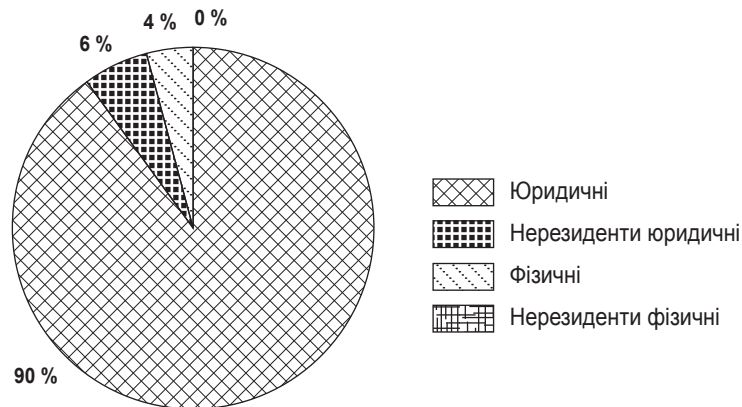 4 % 0 %
6 %
Юридичні
Нерезиденти юридичні
Фізичні
Нерезиденти фізичні
90 %